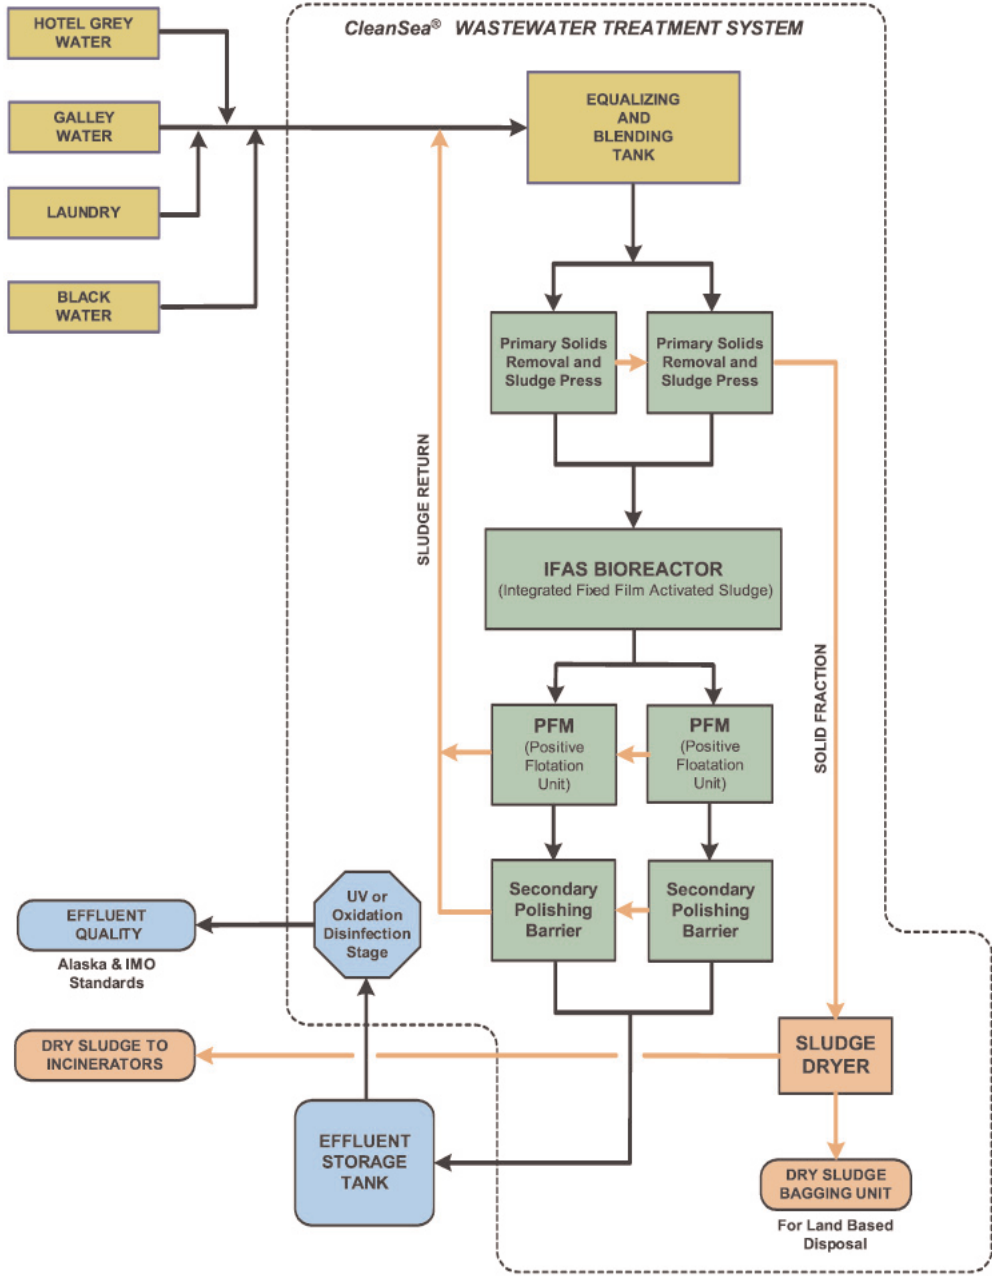 CleanSea® WASTEWATER TREATMENT SYSTEM
HOTEL GREY
WATER
GALLEY
WATER
LAUNDRY
BLACK
WATER
EQUALIZING
AND
BLENDING
TANK
Primary Solids
Removal and
Sludge Press
Primary Solids
Removal and
Sludge Press
SLUDGE RETURN
IFAS BIOREACTOR
(Integrated Fixed Film Activated Sludge)
SOLID FRACTION
PFM
(Positive
Flotation
Unit)
PFM
(Positive
Floatation
Unit)
Secondary
Polishing
Barrier
Secondary
Polishing
Barrier
UV or
Oxidation
Disinfection
Stage
EFFLUENT
QUALITY
Alaska & IMO
Standards
DRY SLUDGE TO
INCINERATORS
SLUDGE
DRYER
EFFLUENT
STORAGE
TANK
DRY SLUDGE
BAGGING UNIT
For Land Based
Disposal